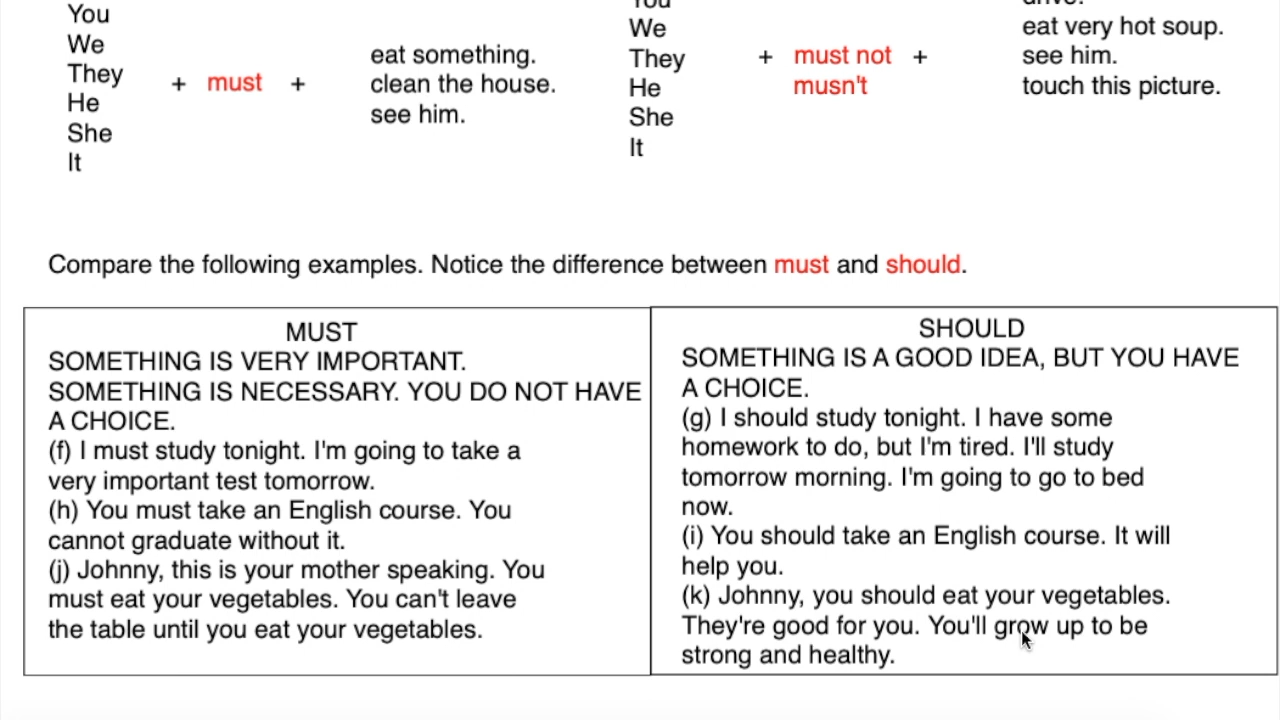 You
We
They
He
She
It
+ must +
eat something.
clean the house.
see him.
You
We
They
He
She
It
+ must not +
musn't
drive.
eat very hot soup.
see him.
touch this picture.
Compare the following examples. Notice the difference between must and should.
MUST
SOMETHING IS VERY IMPORTANT.
SOMETHING IS NECESSARY. YOU DO NOT HAVE
A CHOICE.
(f) I must study tonight. I'm going to take a
very important test tomorrow.
(h) You must take an English course. You
cannot graduate without it.
(j) Johnny, this is your mother speaking. You
must eat your vegetables. You can't leave
the table until you eat your vegetables.
SHOULD
SOMETHING IS A GOOD IDEA, BUT YOU HAVE
A CHOICE.
(g) I should study tonight. I have some
homework to do, but I'm tired. I'll study
tomorrow morning. I'm going to go to bed
now.
(i) You should take an English course. It will
help you.
(k) Johnny, you should eat your vegetables.
They're good for you. You'll grow up to be
strong and healthy.